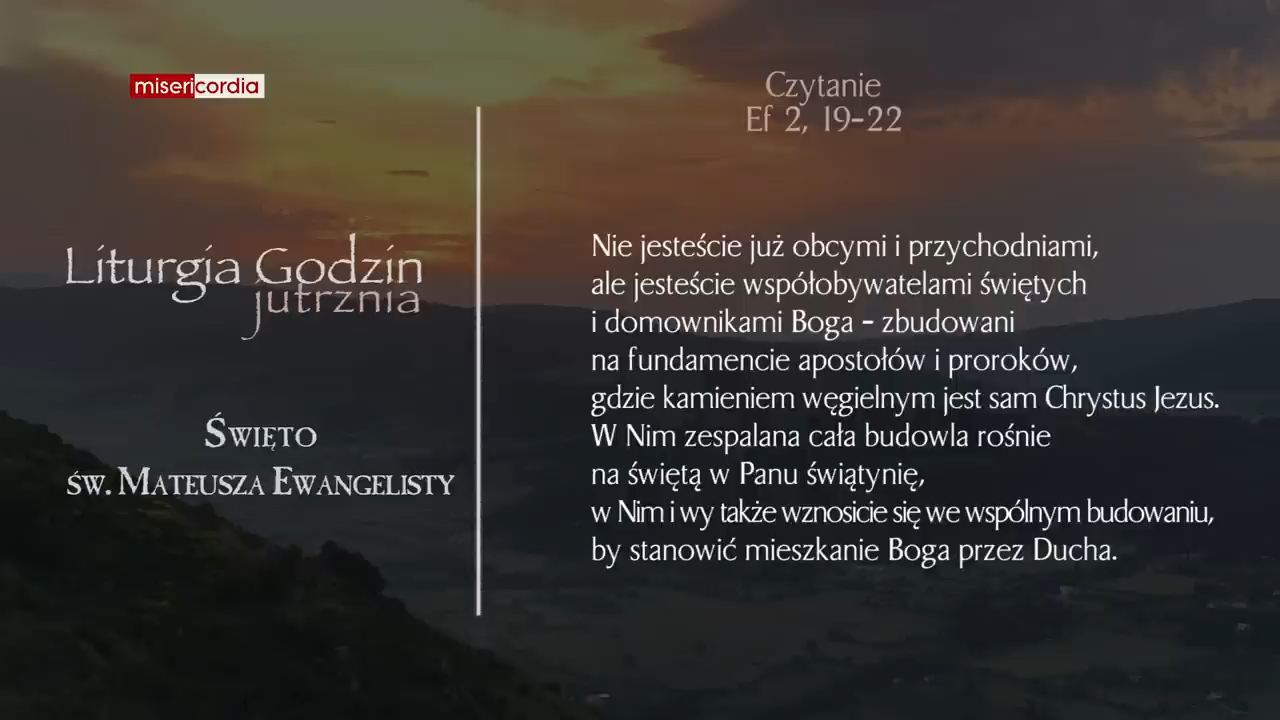 misericordia
Liturgia Godzin
jutrznia
Święto
św. Mateusza Ewangelisty
Czytanie
Ef 2, 19-22
Nie jesteście już obcymi i przychodniami,
ale jesteście współobywatelami świętych
i domownikami Boga - zbudowani
na fundamencie apostołów i proroków,
gdzie kamieniem węgielnym jest sam Chrystus Jezus.
W Nim zespalana cała budowla rośnie
na świętą w Panu świątynię,
w Nim i wy także wznosicie się we wspólnym budowaniu,
by stanowić mieszkanie Boga przez Ducha.